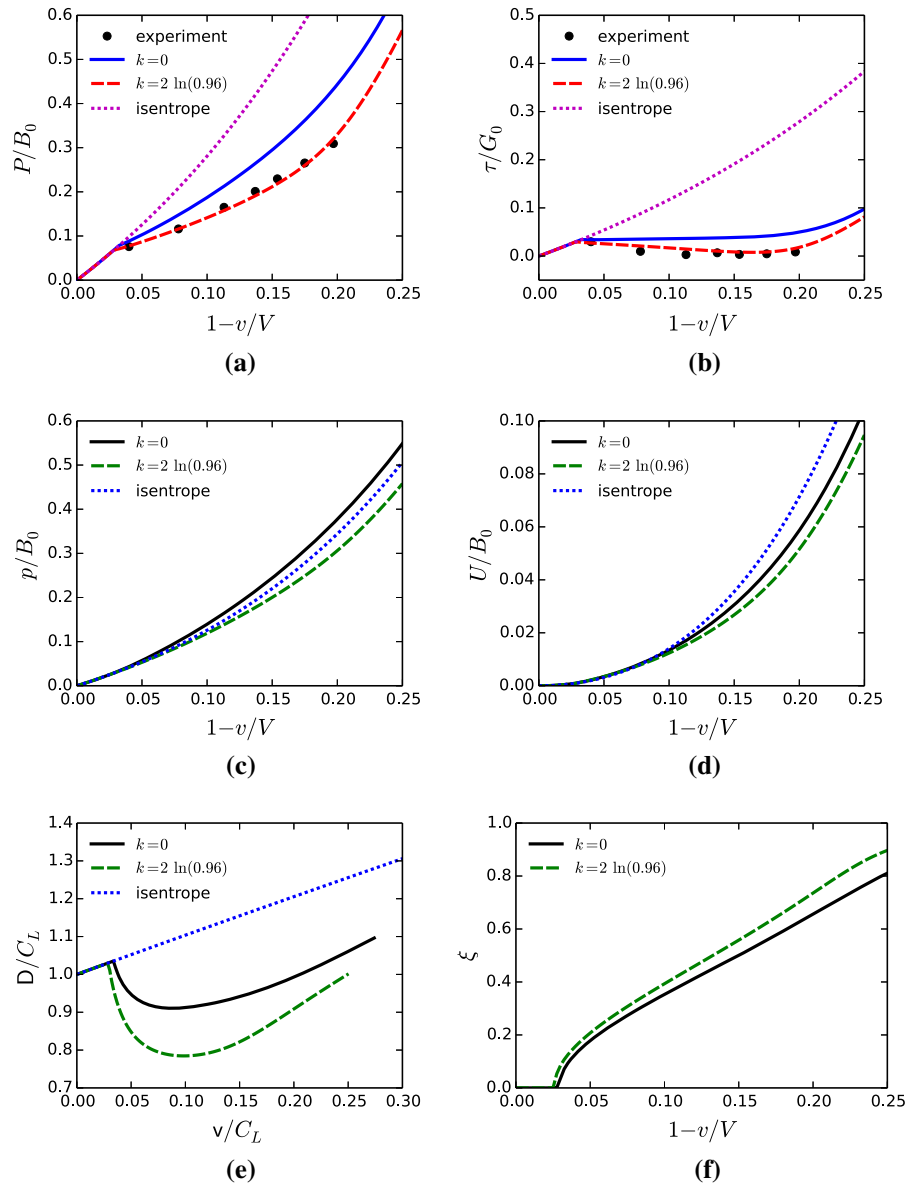 0.6
0.5
0.4
0.3
0.2
0.1
0.0
P/B₀
experiment
k=0
k=2 ln(0.96)
isentrope
0.00 0.05 0.10 0.15 0.20 0.25
1−v/V
(a)
0.5
0.4
0.3
0.2
0.1
0.0
τ/G₀
experiment
k=0
k=2 ln(0.96)
isentrope
0.00 0.05 0.10 0.15 0.20 0.25
1−v/V
(b)
0.6
0.5
0.4
0.3
0.2
0.1
0.0
p/B₀
k=0
k=2 ln(0.96)
isentrope
0.00 0.05 0.10 0.15 0.20 0.25
1−v/V
(c)
0.10
0.08
0.06
0.04
0.02
0.00
U/B₀
k=0
k=2 ln(0.96)
isentrope
0.00 0.05 0.10 0.15 0.20 0.25
1−v/V
(d)
1.4
1.3
1.2
1.1
1.0
0.9
0.8
0.7
D/C_L
k=0
k=2 ln(0.96)
isentrope
0.00 0.05 0.10 0.15 0.20 0.25 0.30
v/C_L
(e)
1.0
0.8
0.6
0.4
0.2
0.0
ξ
k=0
k=2 ln(0.96)
0.00 0.05 0.10 0.15 0.20 0.25
1−v/V
(f)